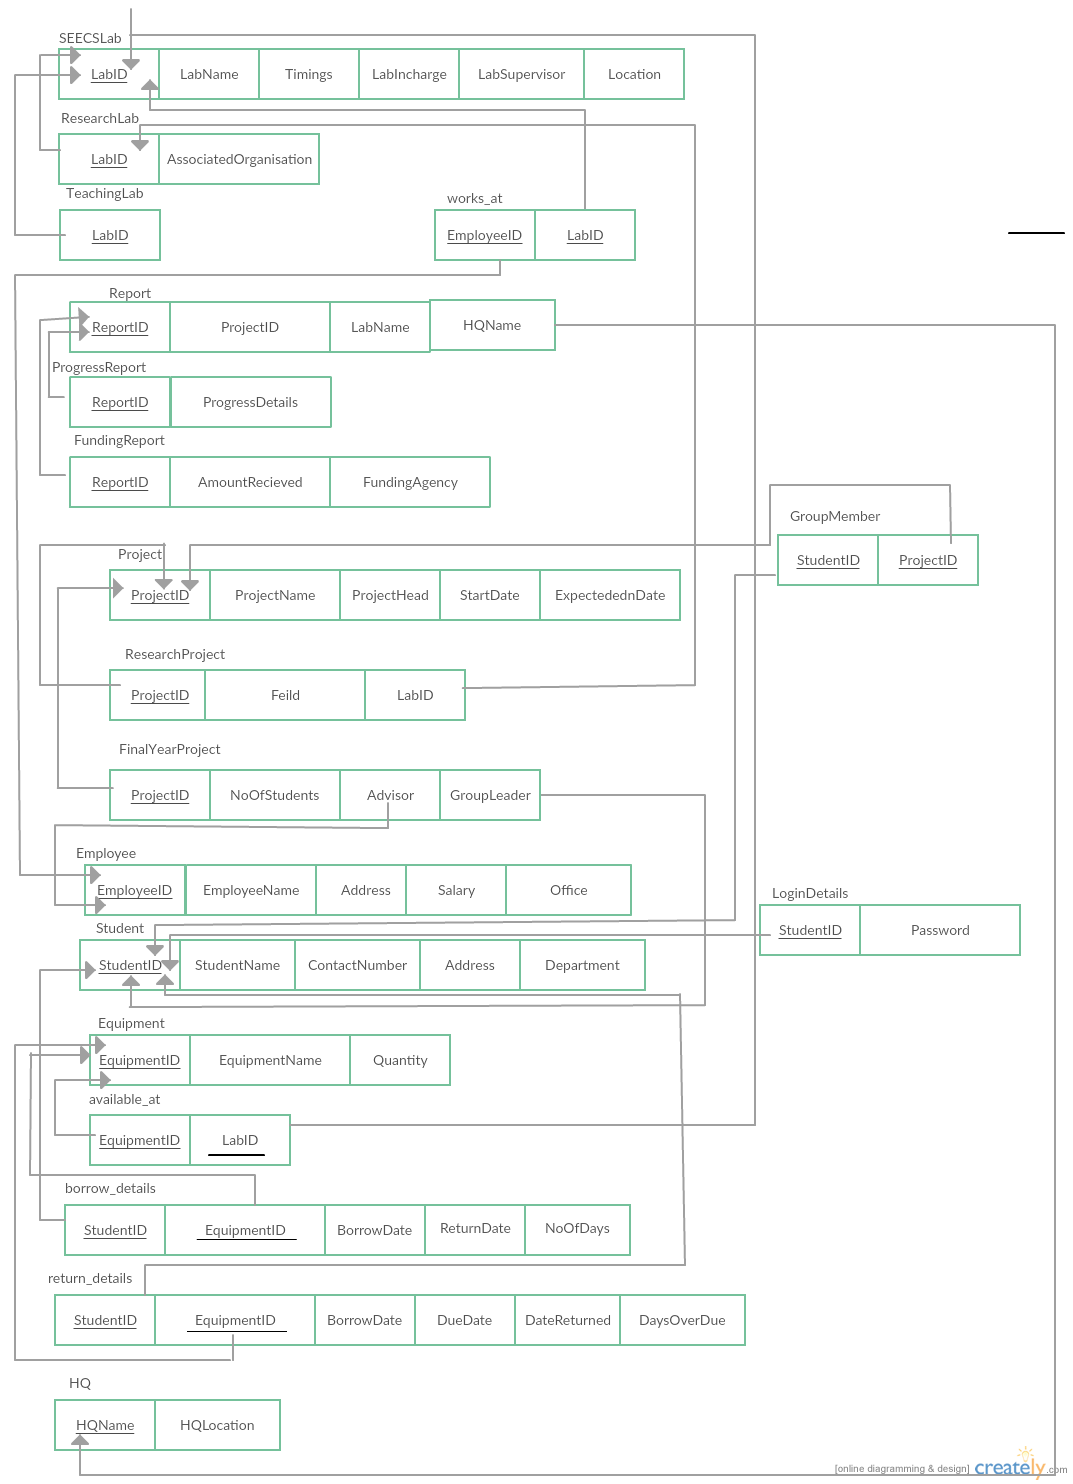 SEECSLab
LabID LabName Timings LabIncharge LabSupervisor Location
ResearchLab
LabID AssociatedOrganisation
TeachingLab
LabID
works_at
EmployeeID LabID
Report
ReportID ProjectID LabName HQName
ProgressReport
ReportID ProgressDetails
FundingReport
ReportID AmountRecieved FundingAgency
GroupMember
StudentID ProjectID
Project
ProjectID ProjectName ProjectHead StartDate ExpectedednDate
ResearchProject
ProjectID Feild LabID
FinalYearProject
ProjectID NoOfStudents Advisor GroupLeader
Employee
EmployeeID EmployeeName Address Salary Office
LoginDetails
StudentID Password
Student
StudentID StudentName ContactNumber Address Department
Equipment
EquipmentID EquipmentName Quantity
available_at
EquipmentID LabID
borrow_details
StudentID EquipmentID BorrowDate ReturnDate NoOfDays
return_details
StudentID EquipmentID BorrowDate DueDate DateReturned DaysOverDue
HQ
HQName HQLocation
[online diagramming & design] creately.com